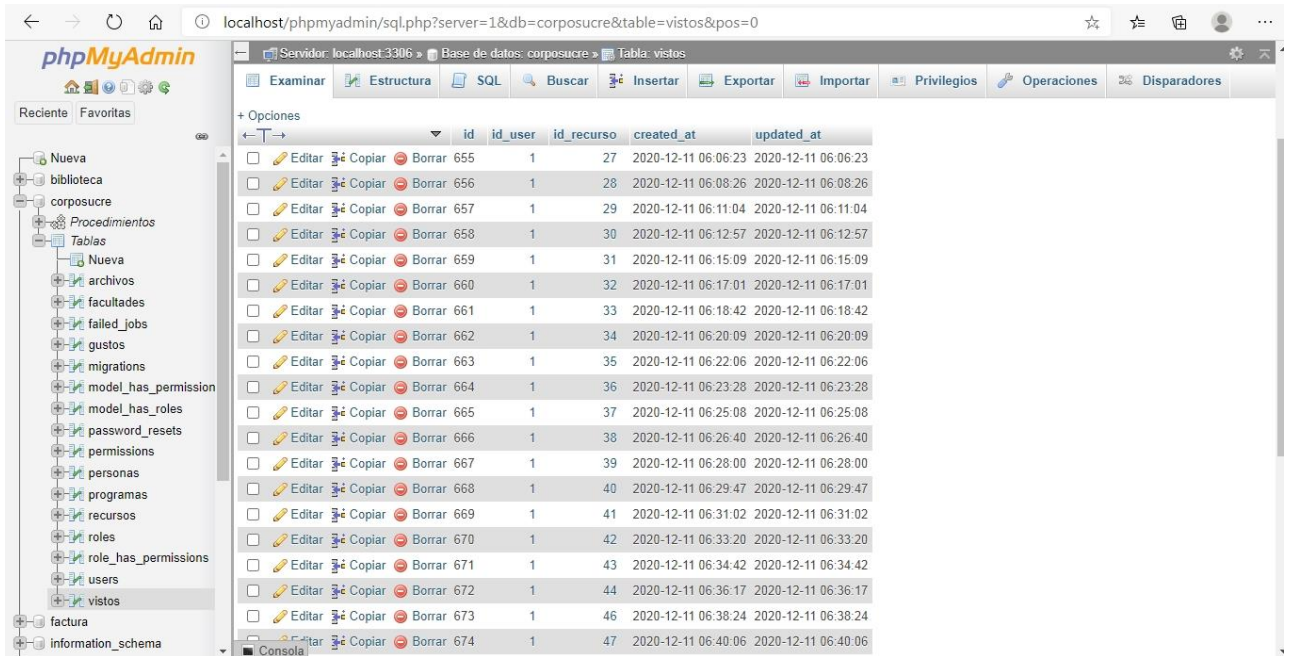 localhost/phpmyadmin/sql.php?server=1&db=corposucre&table=vistos&pos=0
phpMyAdmin
Reciente Favoritas
Nueva
biblioteca
corposucre
Procedimientos
Tablas
Nueva
archivos
facultades
failed_jobs
gustos
migrations
model_has_permission
model_has_roles
password_resets
permissions
personas
programas
recursos
roles
role_has_permissions
users
vistos
factura
information_schema
Servidor: localhost:3306 » Base de datos: corposucre » Tabla: vistos
Examinar Estructura SQL Buscar Insertar Exportar Importar Privilegios Operaciones Disparadores
+ Opciones
←T→ ▼ id id_user id_recurso created_at updated_at
Editar Copiar Borrar 655 1 27 2020-12-11 06:06:23 2020-12-11 06:06:23
Editar Copiar Borrar 656 1 28 2020-12-11 06:08:26 2020-12-11 06:08:26
Editar Copiar Borrar 657 1 29 2020-12-11 06:11:04 2020-12-11 06:11:04
Editar Copiar Borrar 658 1 30 2020-12-11 06:12:57 2020-12-11 06:12:57
Editar Copiar Borrar 659 1 31 2020-12-11 06:15:09 2020-12-11 06:15:09
Editar Copiar Borrar 660 1 32 2020-12-11 06:17:01 2020-12-11 06:17:01
Editar Copiar Borrar 661 1 33 2020-12-11 06:18:42 2020-12-11 06:18:42
Editar Copiar Borrar 662 1 34 2020-12-11 06:20:09 2020-12-11 06:20:09
Editar Copiar Borrar 663 1 35 2020-12-11 06:22:06 2020-12-11 06:22:06
Editar Copiar Borrar 664 1 36 2020-12-11 06:23:28 2020-12-11 06:23:28
Editar Copiar Borrar 665 1 37 2020-12-11 06:25:08 2020-12-11 06:25:08
Editar Copiar Borrar 666 1 38 2020-12-11 06:26:40 2020-12-11 06:26:40
Editar Copiar Borrar 667 1 39 2020-12-11 06:28:00 2020-12-11 06:28:00
Editar Copiar Borrar 668 1 40 2020-12-11 06:29:47 2020-12-11 06:29:47
Editar Copiar Borrar 669 1 41 2020-12-11 06:31:02 2020-12-11 06:31:02
Editar Copiar Borrar 670 1 42 2020-12-11 06:33:20 2020-12-11 06:33:20
Editar Copiar Borrar 671 1 43 2020-12-11 06:34:42 2020-12-11 06:34:42
Editar Copiar Borrar 672 1 44 2020-12-11 06:36:17 2020-12-11 06:36:17
Editar Copiar Borrar 673 1 46 2020-12-11 06:38:24 2020-12-11 06:38:24
Editar Copiar Borrar 674 1 47 2020-12-11 06:40:06 2020-12-11 06:40:06
Consola